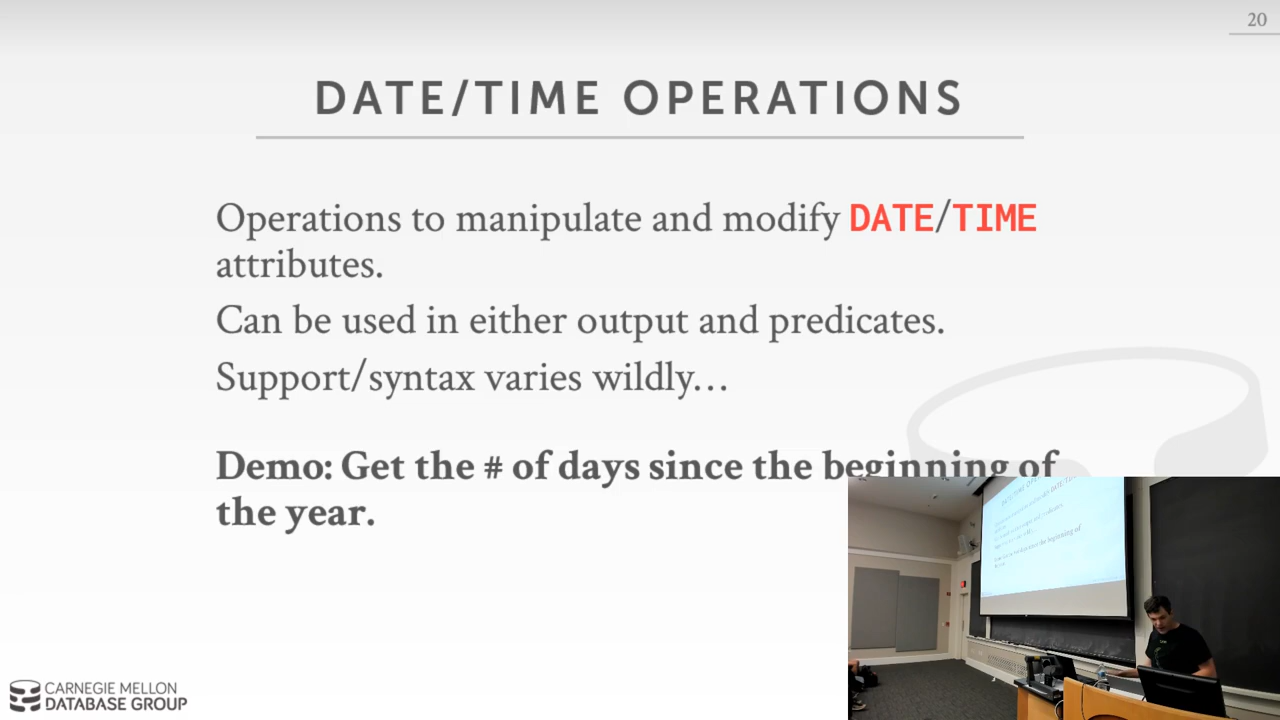 20
DATE/TIME OPERATIONS
Operations to manipulate and modify DATE/TIME
attributes.
Can be used in either output and predicates.
Support/syntax varies wildly…
Demo: Get the # of days since the beginning of
the year.
CARNEGIE MELLON
DATABASE GROUP